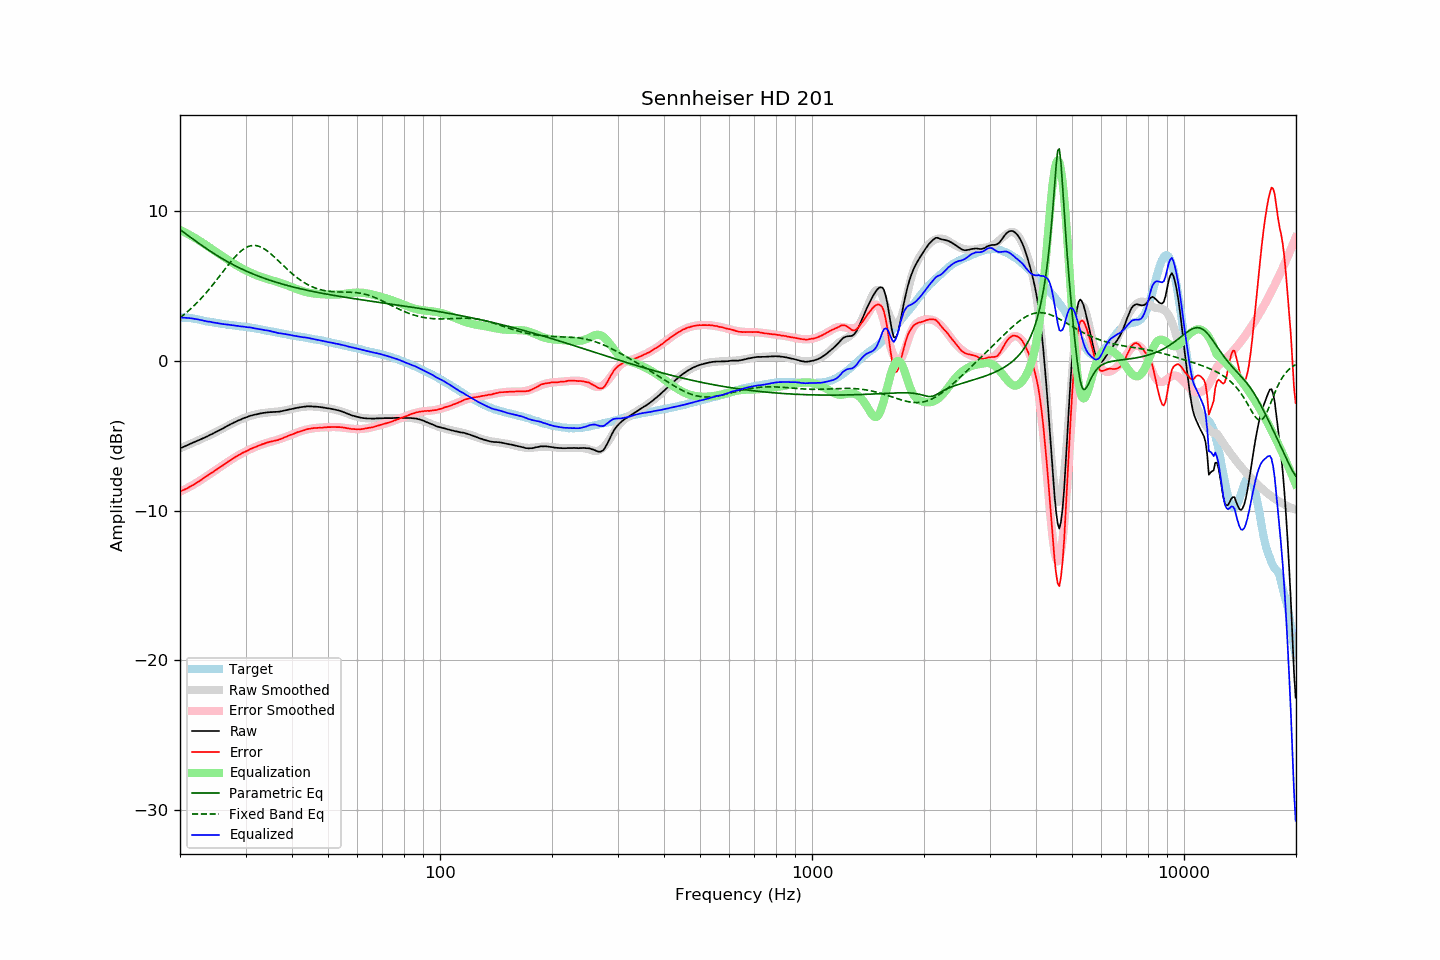 Sennheiser HD 201
Amplitude (dBr)
10
0
−10
−20
−30
Target
Raw Smoothed
Error Smoothed
Raw
Error
Equalization
Parametric Eq
Fixed Band Eq
Equalized
100
1000
10000
Frequency (Hz)